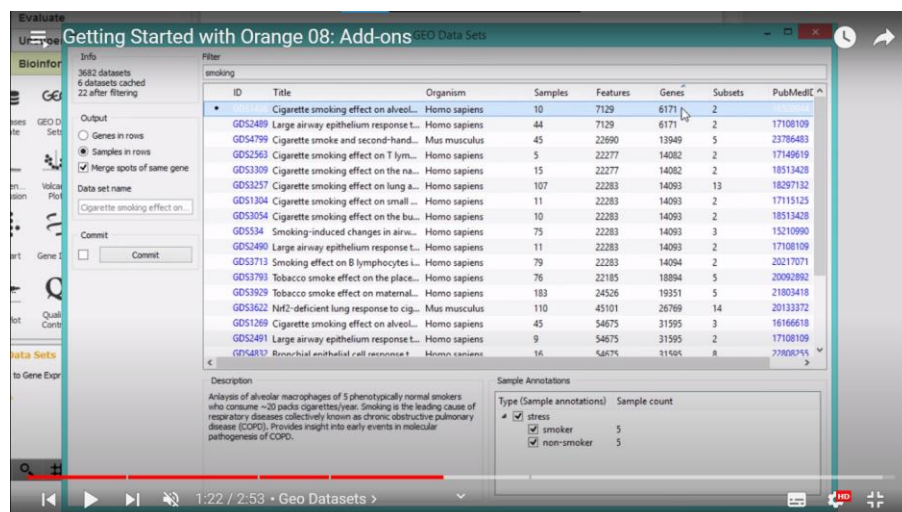 Evaluate
Getting Started with Orange 08: Add-ons
GEO Data Sets
Bioinfor
Info
3682 datasets
6 datasets cached
22 after filtering
Output
Genes in rows
Samples in rows
Merge spots of same gene
Data set name
Cigarette smoking effect on...
Commit
Commit
Filter
smoking
ID Title Organism Samples Features Genes Subsets PubMedID
Cigarette smoking effect on alveol... Homo sapiens 10 7129 6171 2
GDS2489 Large airway epithelium response t... Homo sapiens 44 7129 6171 2 17108109
GDS4799 Cigarette smoke and second-hand... Mus musculus 45 22690 13949 5 23786483
GDS2563 Cigarette smoking effect on T lym... Homo sapiens 5 22277 14082 2 17149619
GDS3309 Cigarette smoking effect on the na... Homo sapiens 15 22277 14082 2 18513428
GDS3257 Cigarette smoking effect on lung a... Homo sapiens 107 22283 14093 13 18297132
GDS1304 Cigarette smoking effect on small ... Homo sapiens 11 22283 14093 2 17115125
GDS3054 Cigarette smoking effect on the bu... Homo sapiens 10 22283 14093 2 18513428
GDS534 Smoking-induced changes in airw... Homo sapiens 75 22283 14093 3 15210990
GDS2490 Large airway epithelium response t... Homo sapiens 11 22283 14093 2 17108109
GDS3713 Smoking effect on B lymphocytes i... Homo sapiens 79 22283 14094 2 20217071
GDS3793 Tobacco smoke effect on the place... Homo sapiens 76 22185 18894 5 20092892
GDS3929 Tobacco smoke effect on maternal... Homo sapiens 183 24526 19351 5 21803418
GDS3622 Nrf2-deficient lung response to cig... Mus musculus 110 45101 26769 14 20133372
GDS1269 Cigarette smoking effect on alveol... Homo sapiens 45 54675 31595 3 16166618
GDS2491 Large airway epithelium response t... Homo sapiens 9 54675 31595 2 17108109
GDS4832 Bronchial epithelial cell response t Homo sapiens 16 54675 31595 8 22808255
Description
Anlaysis of alveolar macrophages of 5 phenotypically normal smokers
who consume ~20 packs cigarettes/year. Smoking is the leading cause of
respiratory diseases collectively known as chronic obstructive pulmonary
disease (COPD). Provides insight into early events in molecular
pathogenesis of COPD.
Sample Annotations
Type (Sample annotations) Sample count
stress
smoker 5
non-smoker 5
GEO D
Set
Volca
Plot
Gene I
Quali
Contr
Data Sets
to Gene Expr
1:22 / 2:53 • Geo Datasets >
HD